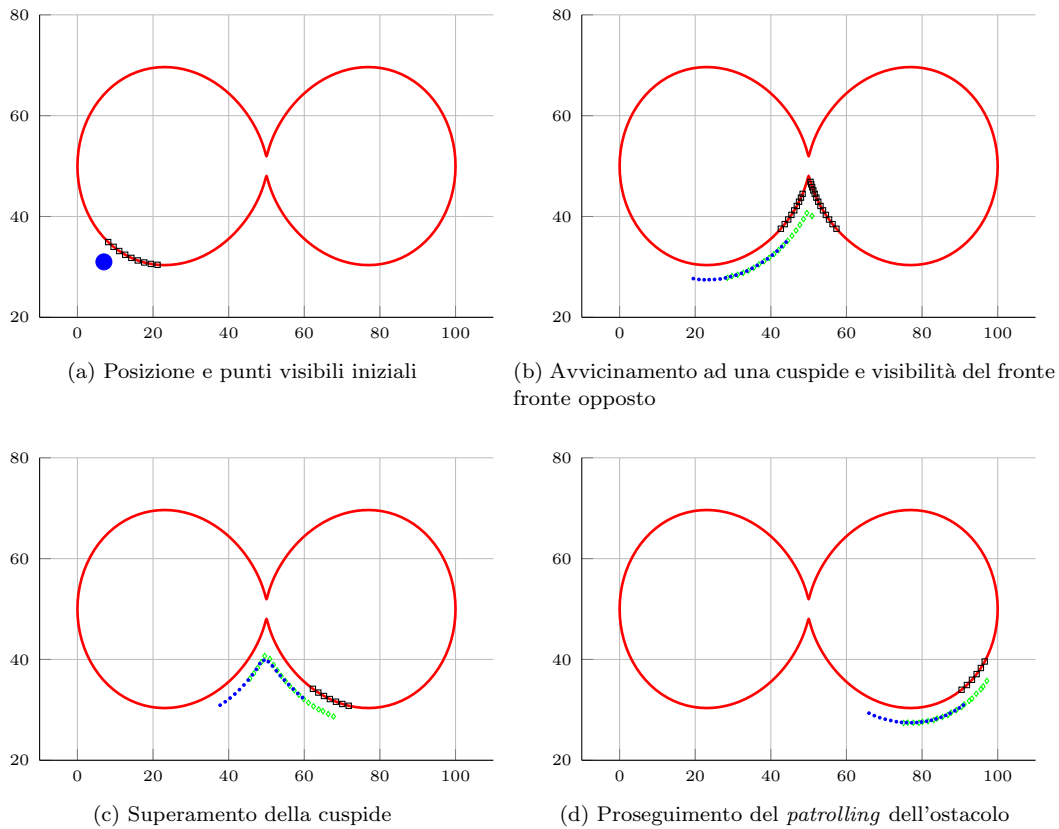 80
60
40
20
0 20 40 60 80 100
(a) Posizione e punti visibili iniziali
80
60
40
20
0 20 40 60 80 100
(b) Avvicinamento ad una cuspide e visibilità del fronte
fronte opposto
80
60
40
20
0 20 40 60 80 100
(c) Superamento della cuspide
80
60
40
20
0 20 40 60 80 100
(d) Proseguimento del patrolling dell'ostacolo